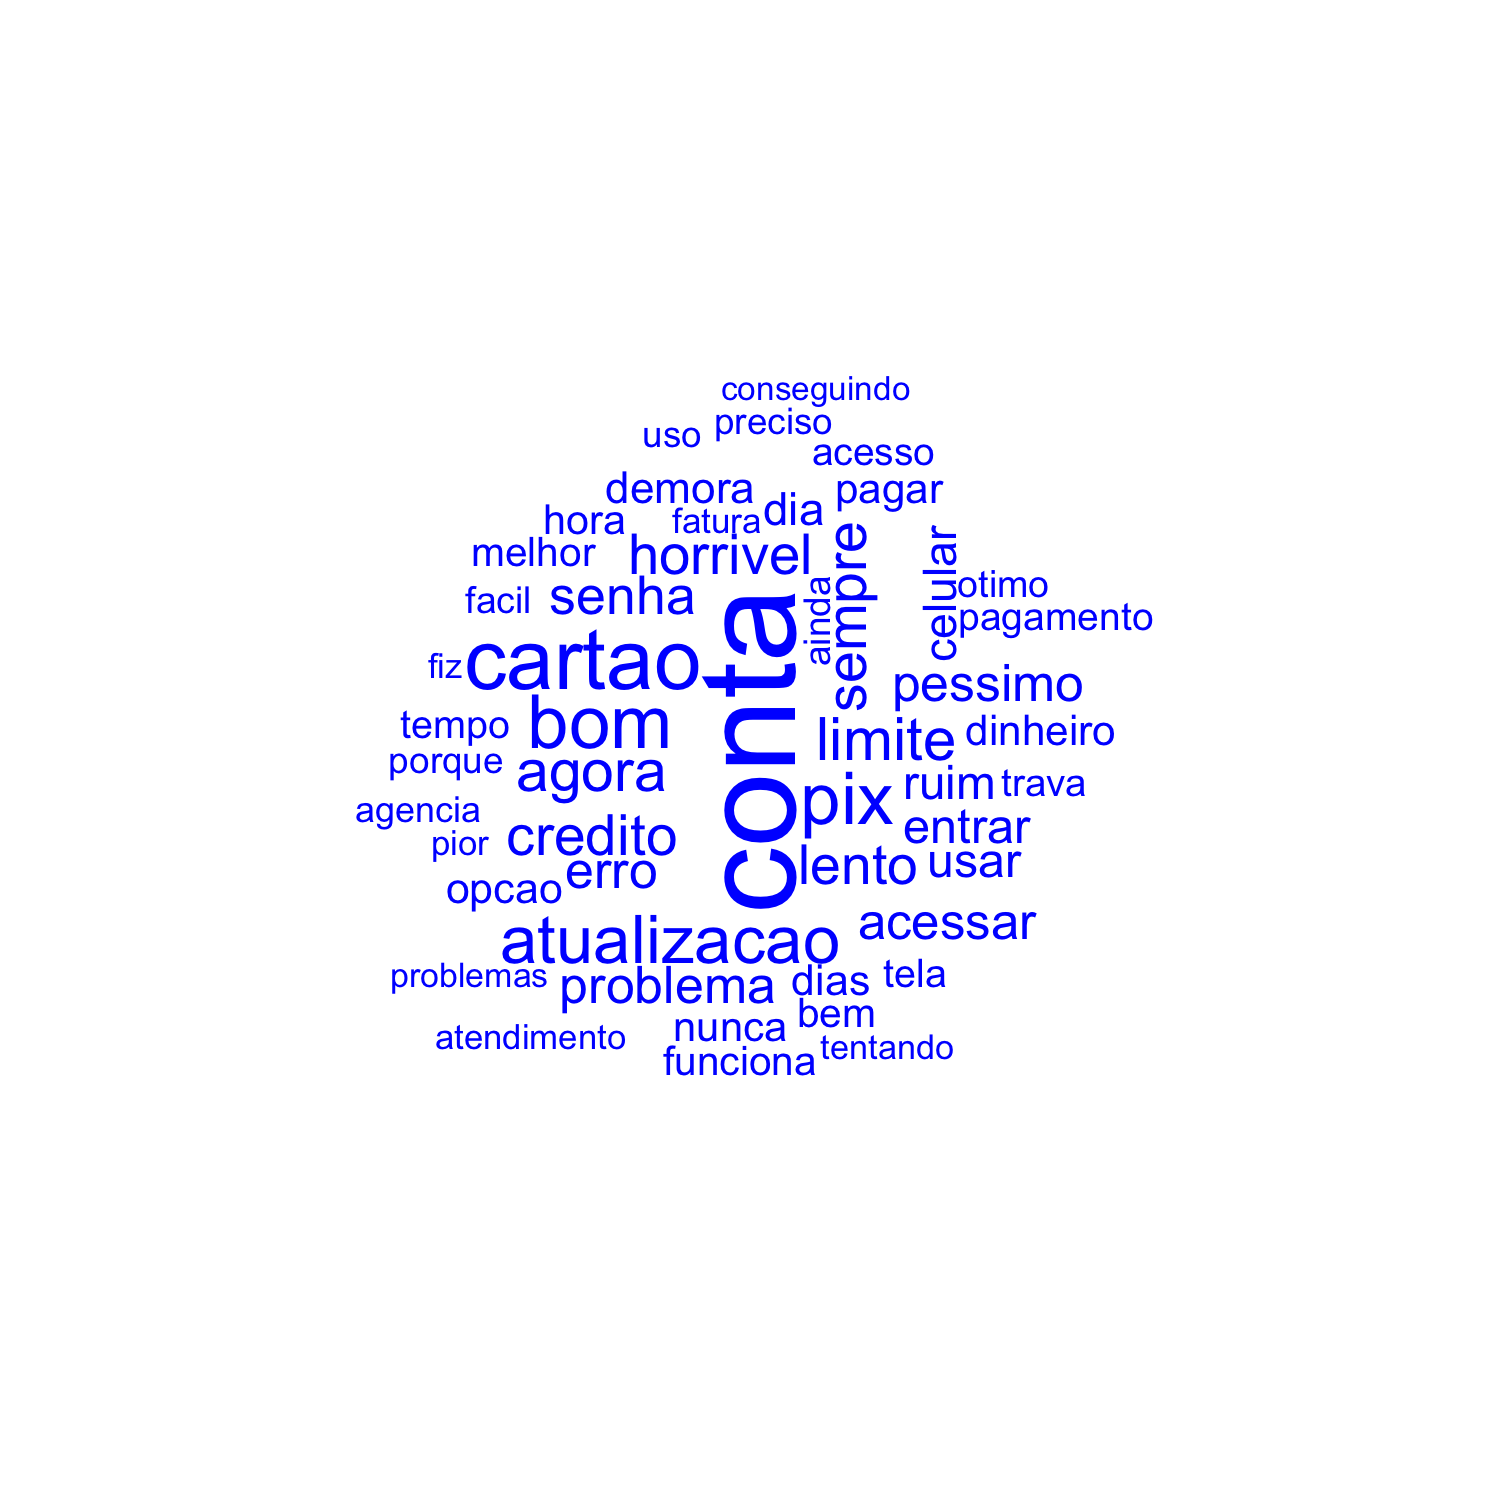 conseguindo
preciso
uso
acesso
demora
pagar
dia
hora
fatura
melhor
horrivel
sempre
celular
otimo
facil
senha
ainda
pagamento
fiz
cartao
conta
pessimo
tempo
bom
limite
dinheiro
porque
agora
pix
ruim
trava
agencia
entrar
pior
credito
erro
lento
usar
opcao
atualizacao
acessar
problemas
problema
dias
tela
bem
nunca
atendimento
funciona
tentando